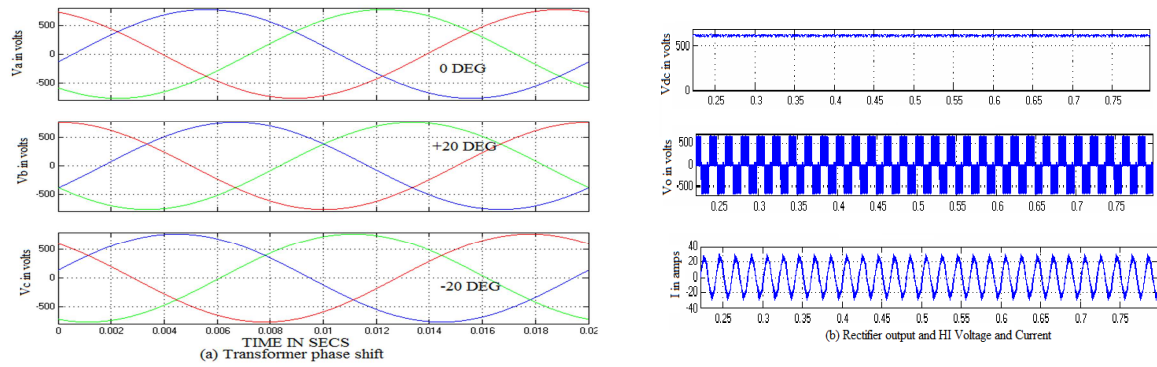 500
0
-500
Va in volts
0 DEG
500
0
-500
Vb in volts
+20 DEG
500
0
-500
Vc in volts
-20 DEG
0 0.002 0.004 0.006 0.008 0.01 0.012 0.014 0.016 0.018 0.02
TIME IN SECS
(a) Transformer phase shift
500
0
Vdc in volts
0.25 0.3 0.35 0.4 0.45 0.5 0.55 0.6 0.65 0.7 0.75
500
0
-500
Vo in volts
0.25 0.3 0.35 0.4 0.45 0.5 0.55 0.6 0.65 0.7 0.75
40
20
0
-20
-40
I in amps
0.25 0.3 0.35 0.4 0.45 0.5 0.55 0.6 0.65 0.7 0.75
(b) Rectifier output and HI Voltage and Current